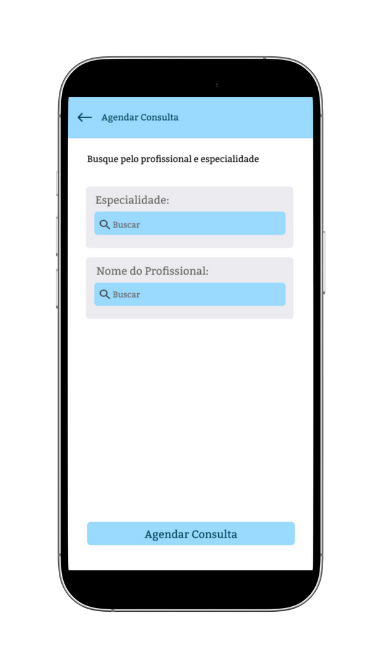 Agendar Consulta
Busque pelo profissional e especialidade
Especialidade:
Buscar
Nome do Profissional:
Buscar
Agendar Consulta